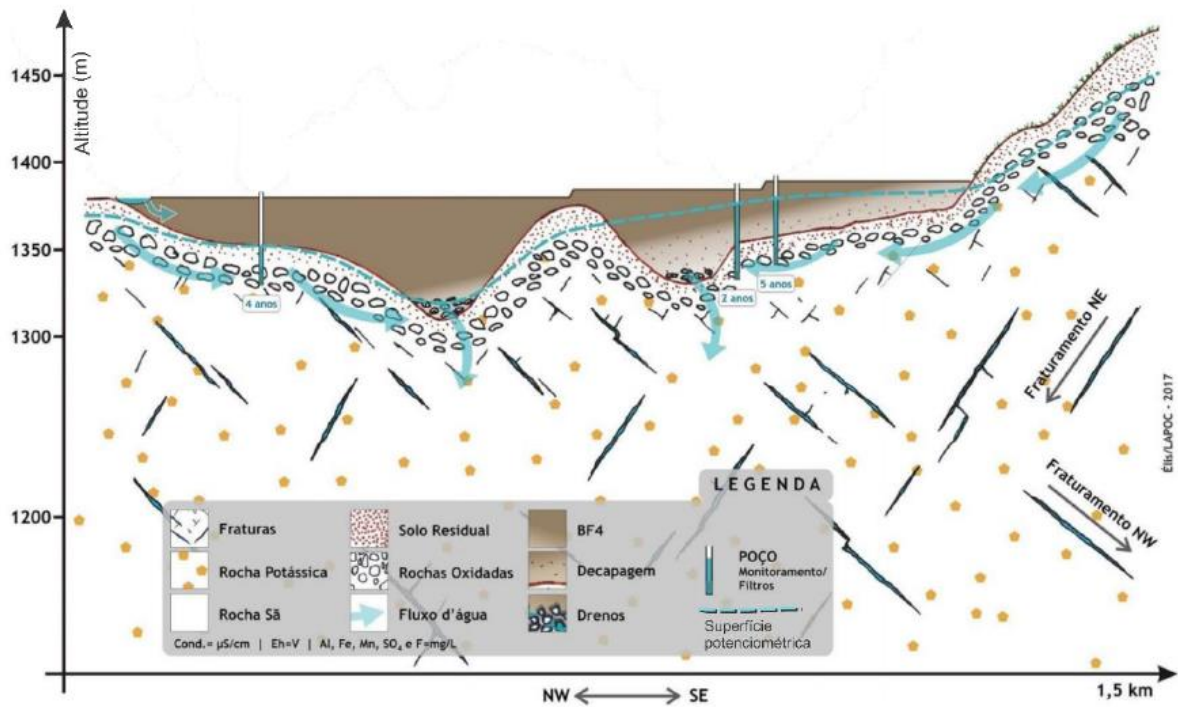 Altitude (m)
1450
1400
1350
1300
1200
4 anos
2 anos
5 anos
Fraturamento NE
Fraturamento NW
Élis/LAPOC - 2017
LEGENDA
Fraturas
Solo Residual
BF4
Rocha Potássica
Rochas Oxidadas
Decapagem
Rocha Sã
Fluxo d'água
Drenos
POÇO
Monitoramento/
Filtros
Superfície
potenciométrica
Cond.= µS/cm | Eh=V | Al, Fe, Mn, SO₄ e F=mg/L
NW SE
1,5 km